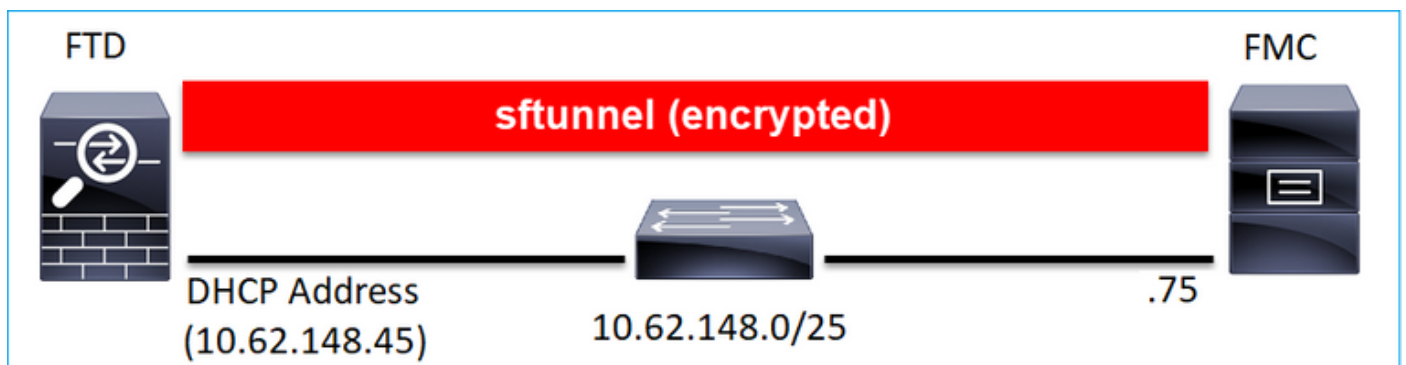 FTD
FMC
sftunnel (encrypted)
DHCP Address
(10.62.148.45)
10.62.148.0/25
.75